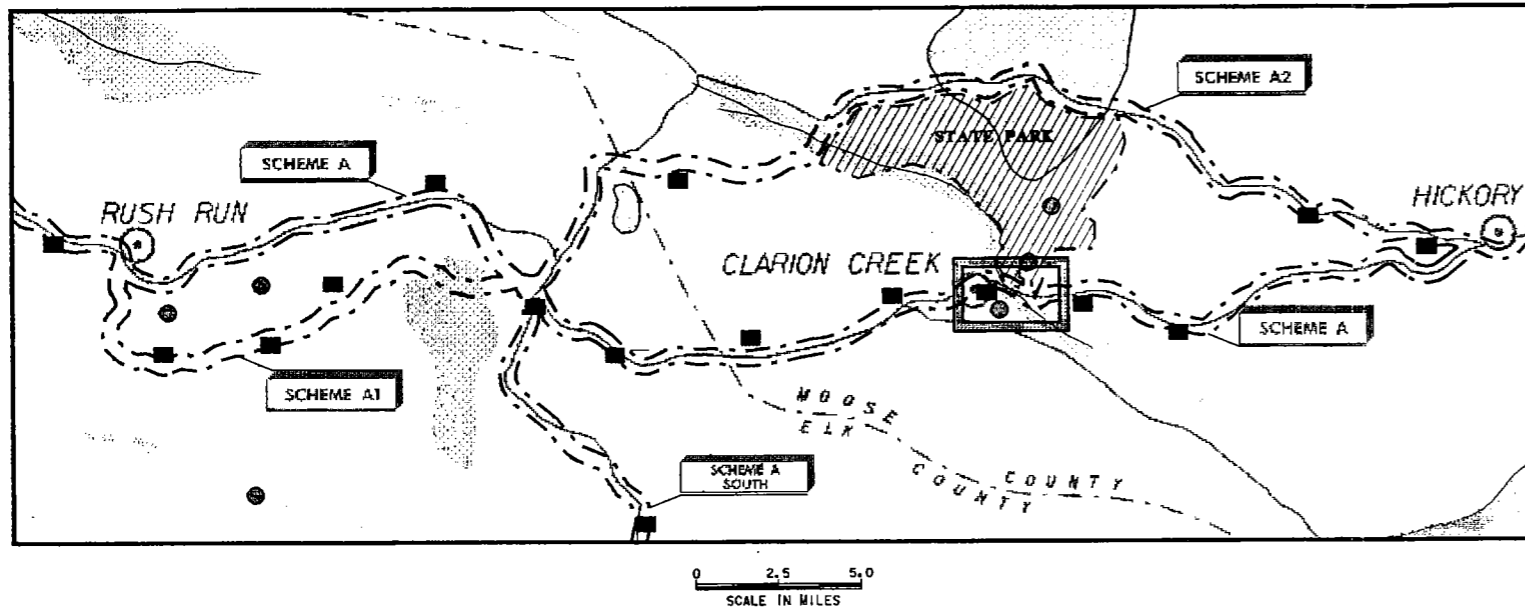 SCHEME A2
STATE PARK
SCHEME A
RUSH RUN
HICKORY
CLARION CREEK
SCHEME A
SCHEME A1
MOOSE
ELK
COUNTY
COUNTY
SCHEME A
SOUTH
0 2.5 5.0
SCALE IN MILES